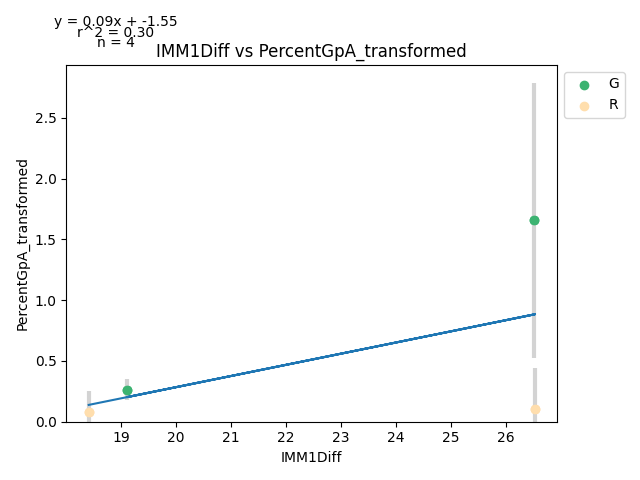 y = 0.09x + -1.55
r^2 = 0.30
n = 4
IMM1Diff vs PercentGpA_transformed
G
R
PercentGpA_transformed
2.5
2.0
1.5
1.0
0.5
0.0
19 20 21 22 23 24 25 26
IMM1Diff